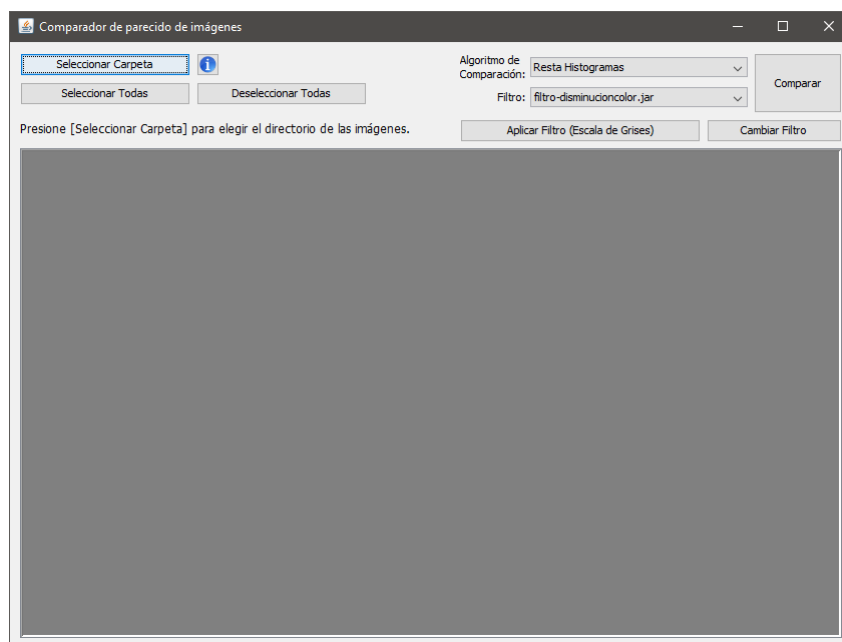 Comparador de parecido de imágenes
Seleccionar Carpeta
Seleccionar Todas
Deseleccionar Todas
Algoritmo de
Comparación:
Resta Histogramas
Filtro:
filtro-disminucioncolor.jar
Comparar
Presione [Seleccionar Carpeta] para elegir el directorio de las imágenes.
Aplicar Filtro (Escala de Grises)
Cambiar Filtro